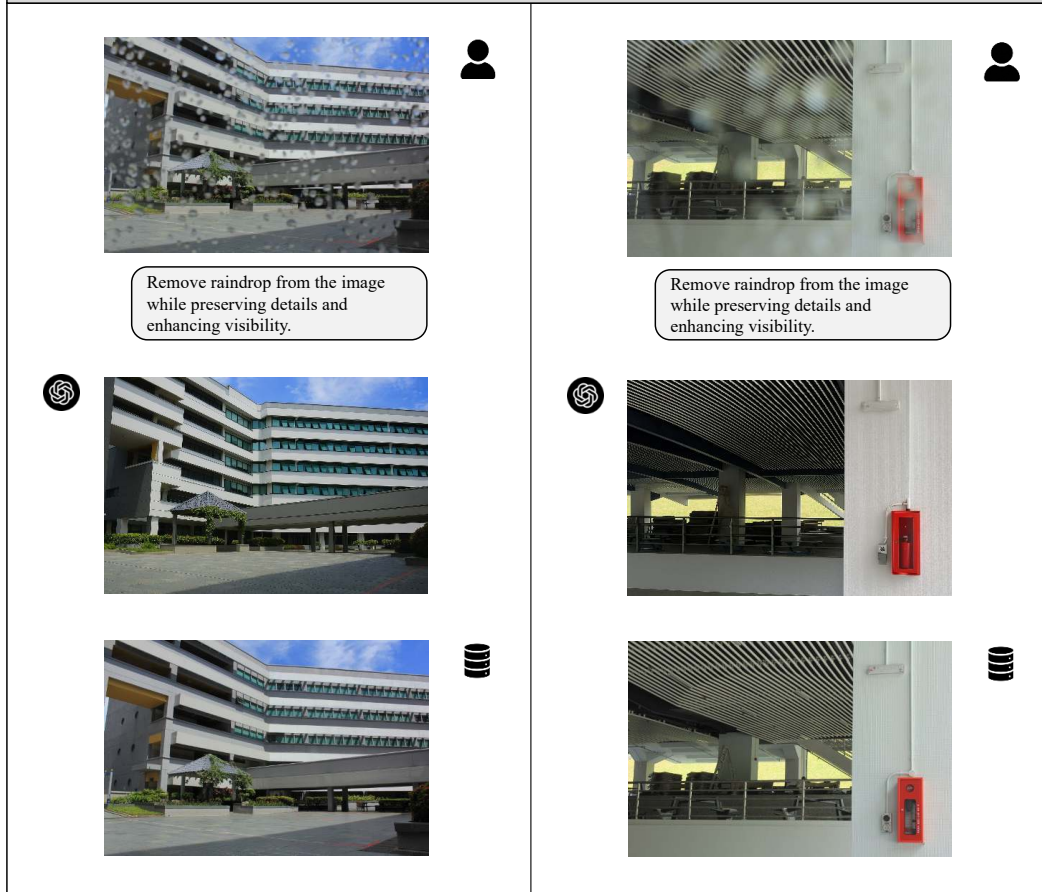 Remove raindrop from the image
while preserving details and
enhancing visibility.
Remove raindrop from the image
while preserving details and
enhancing visibility.